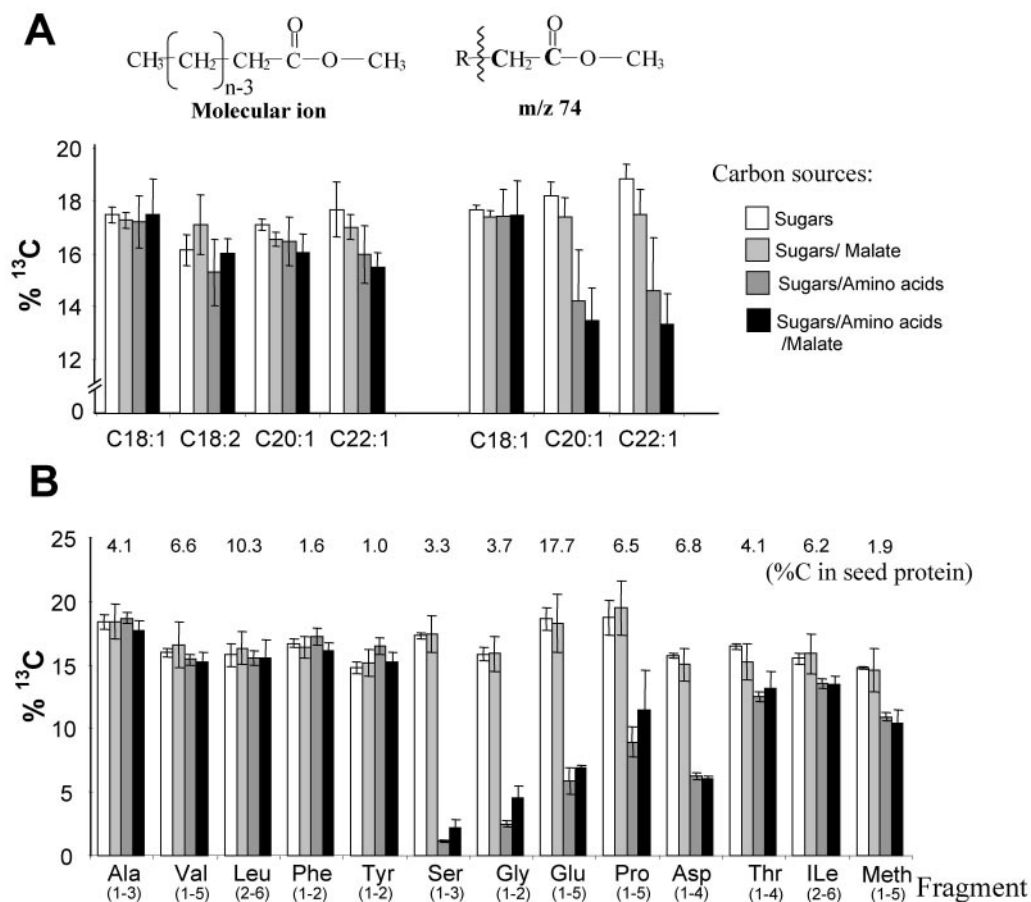 A
CH₃ (CH₂) CH₂—C—O—CH₃
O
n-3
Molecular ion
R CH₂—C—O—CH₃
O
m/z 74
20
18
16
14
12
0
% ¹³C
C18:1 C18:2 C20:1 C22:1 C18:1 C20:1 C22:1
Carbon sources:
Sugars
Sugars/ Malate
Sugars/Amino acids
Sugars/Amino acids
/Malate
B
25
20
15
10
5
0
% ¹³C
4.1 6.6 10.3 1.6 1.0 3.3 3.7 17.7 6.5 6.8 4.1 6.2 1.9
(%C in seed protein)
Ala Val Leu Phe Tyr Ser Gly Glu Pro Asp Thr ILe Meth
(1-3) (1-5) (2-6) (1-2) (1-2) (1-3) (1-2) (1-5) (1-5) (1-4) (1-4) (2-6) (1-5) Fragment